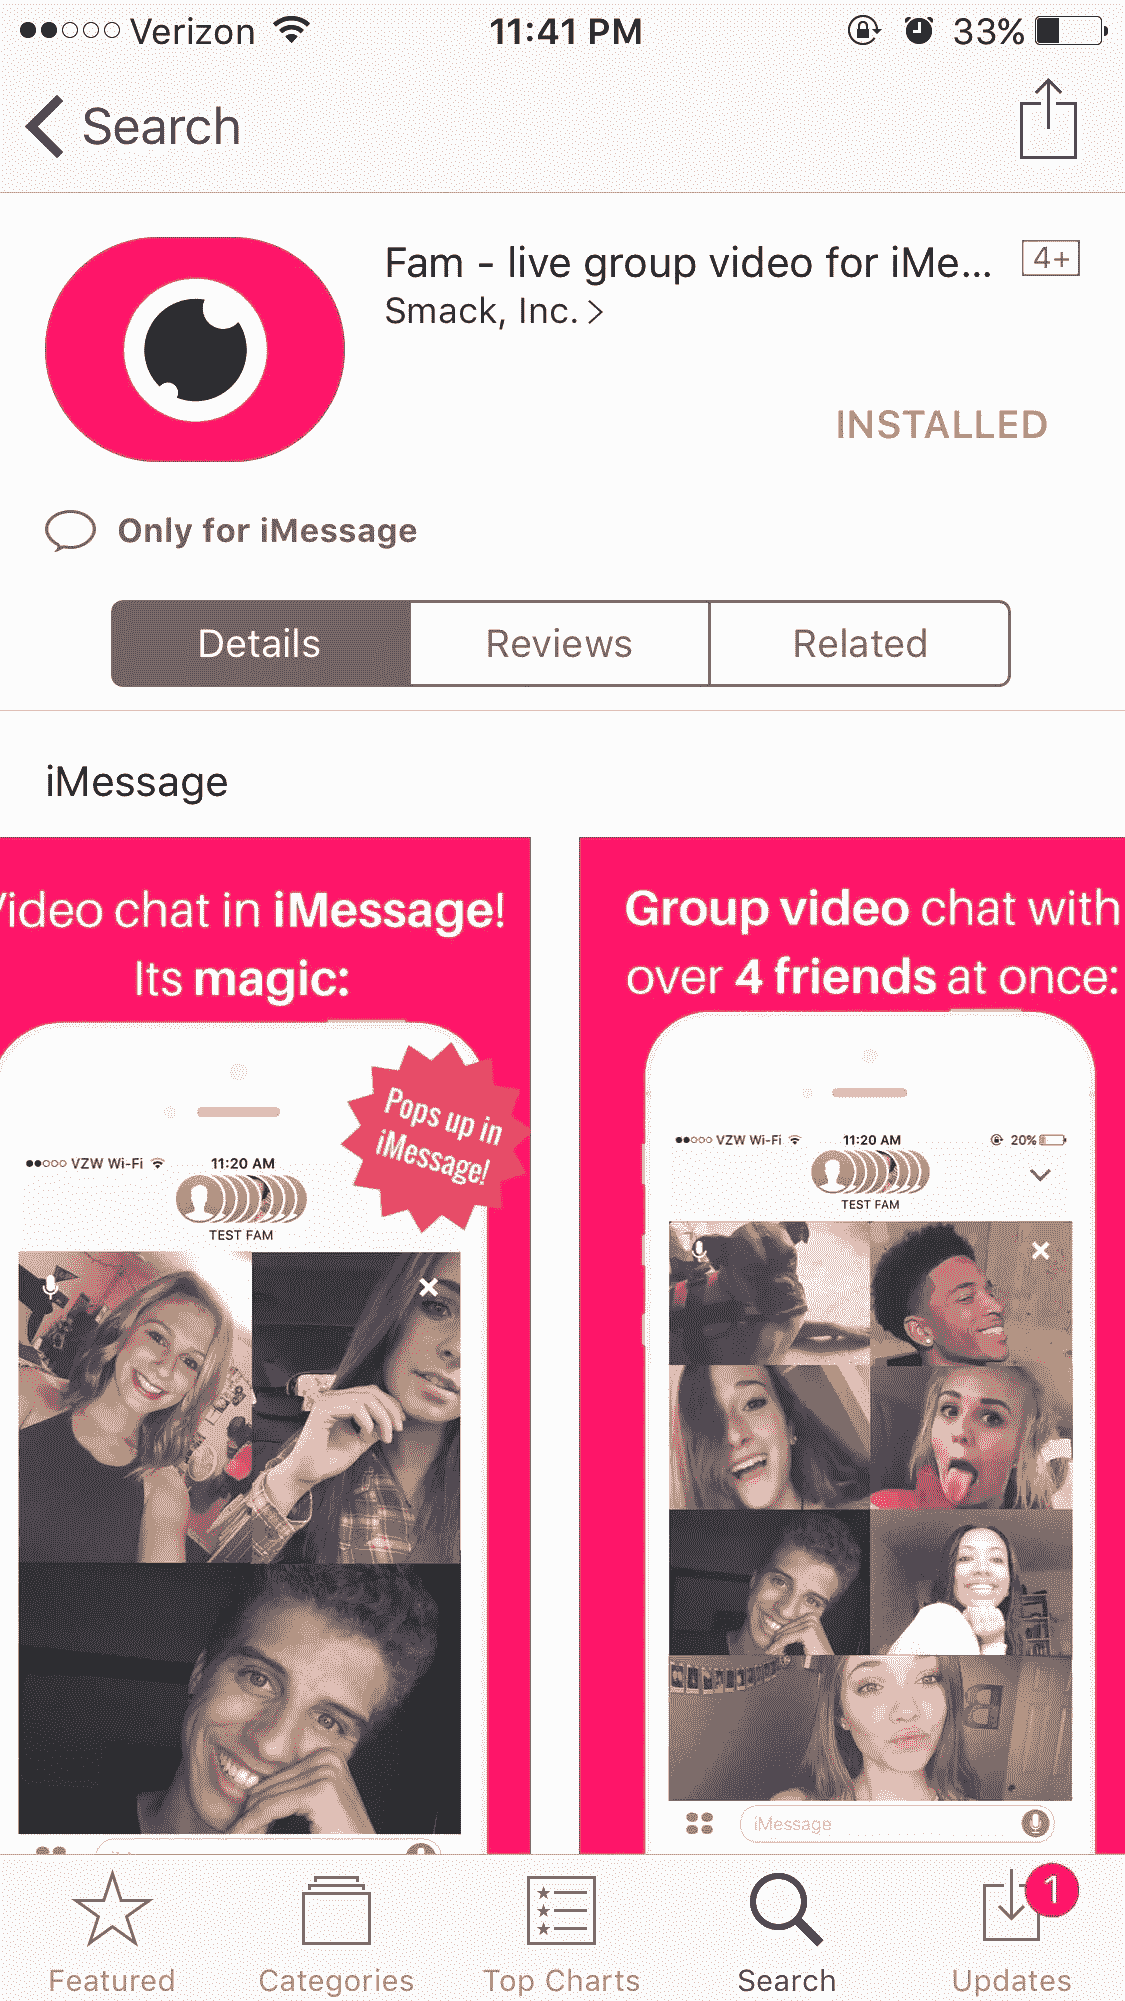 Verizon 11:41 PM 33%
Search
Fam - live group video for iMe... 4+
Smack, Inc.
INSTALLED
Only for iMessage
Details Reviews Related
iMessage
Video chat in iMessage!
Its magic:
Pops up in
iMessage!
VZW Wi-Fi 11:20 AM
TEST FAM
Group video chat with
over 4 friends at once:
VZW Wi-Fi 11:20 AM 20%
TEST FAM
B
iMessage
1
Featured Categories Top Charts Search Updates